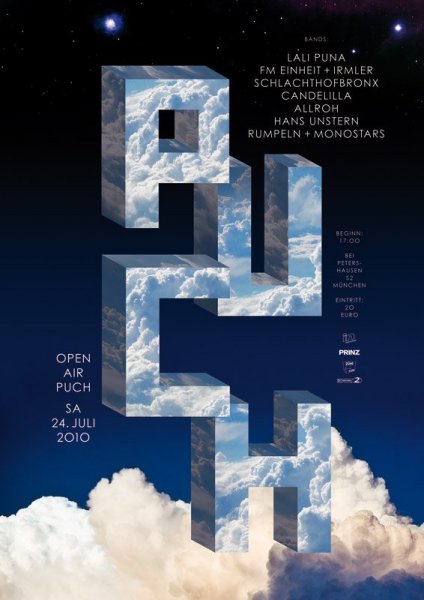 BANDS:
LALI PUNA
FM EINHEIT + IRMLER
SCHLACHTHOFBRONX
CANDELILLA
ALLROH
HANS UNSTERN
RUMPELN + MONOSTARS
PUCH
BEGINN:
17:00
BEI
PETERS-
HAUSEN
S2
MÜNCHEN
EINTRITT:
20
EURO
PRINZ
OPEN
AIR
PUCH
SA
24. JULI
2010